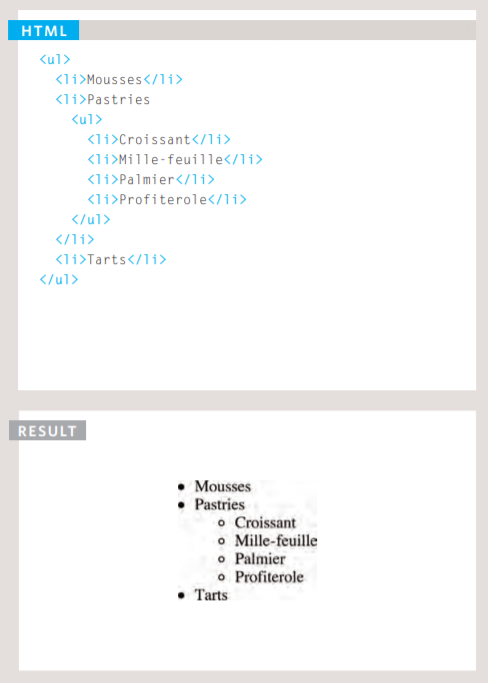 HTML
<ul>
<li>Mousses</li>
<li>Pastries
<ul>
<li>Croissant</li>
<li>Mille-feuille</li>
<li>Palmier</li>
<li>Profiterole</li>
</ul>
</li>
<li>Tarts</li>
</ul>
RESULT
• Mousses
• Pastries
◦ Croissant
◦ Mille-feuille
◦ Palmier
◦ Profiterole
• Tarts